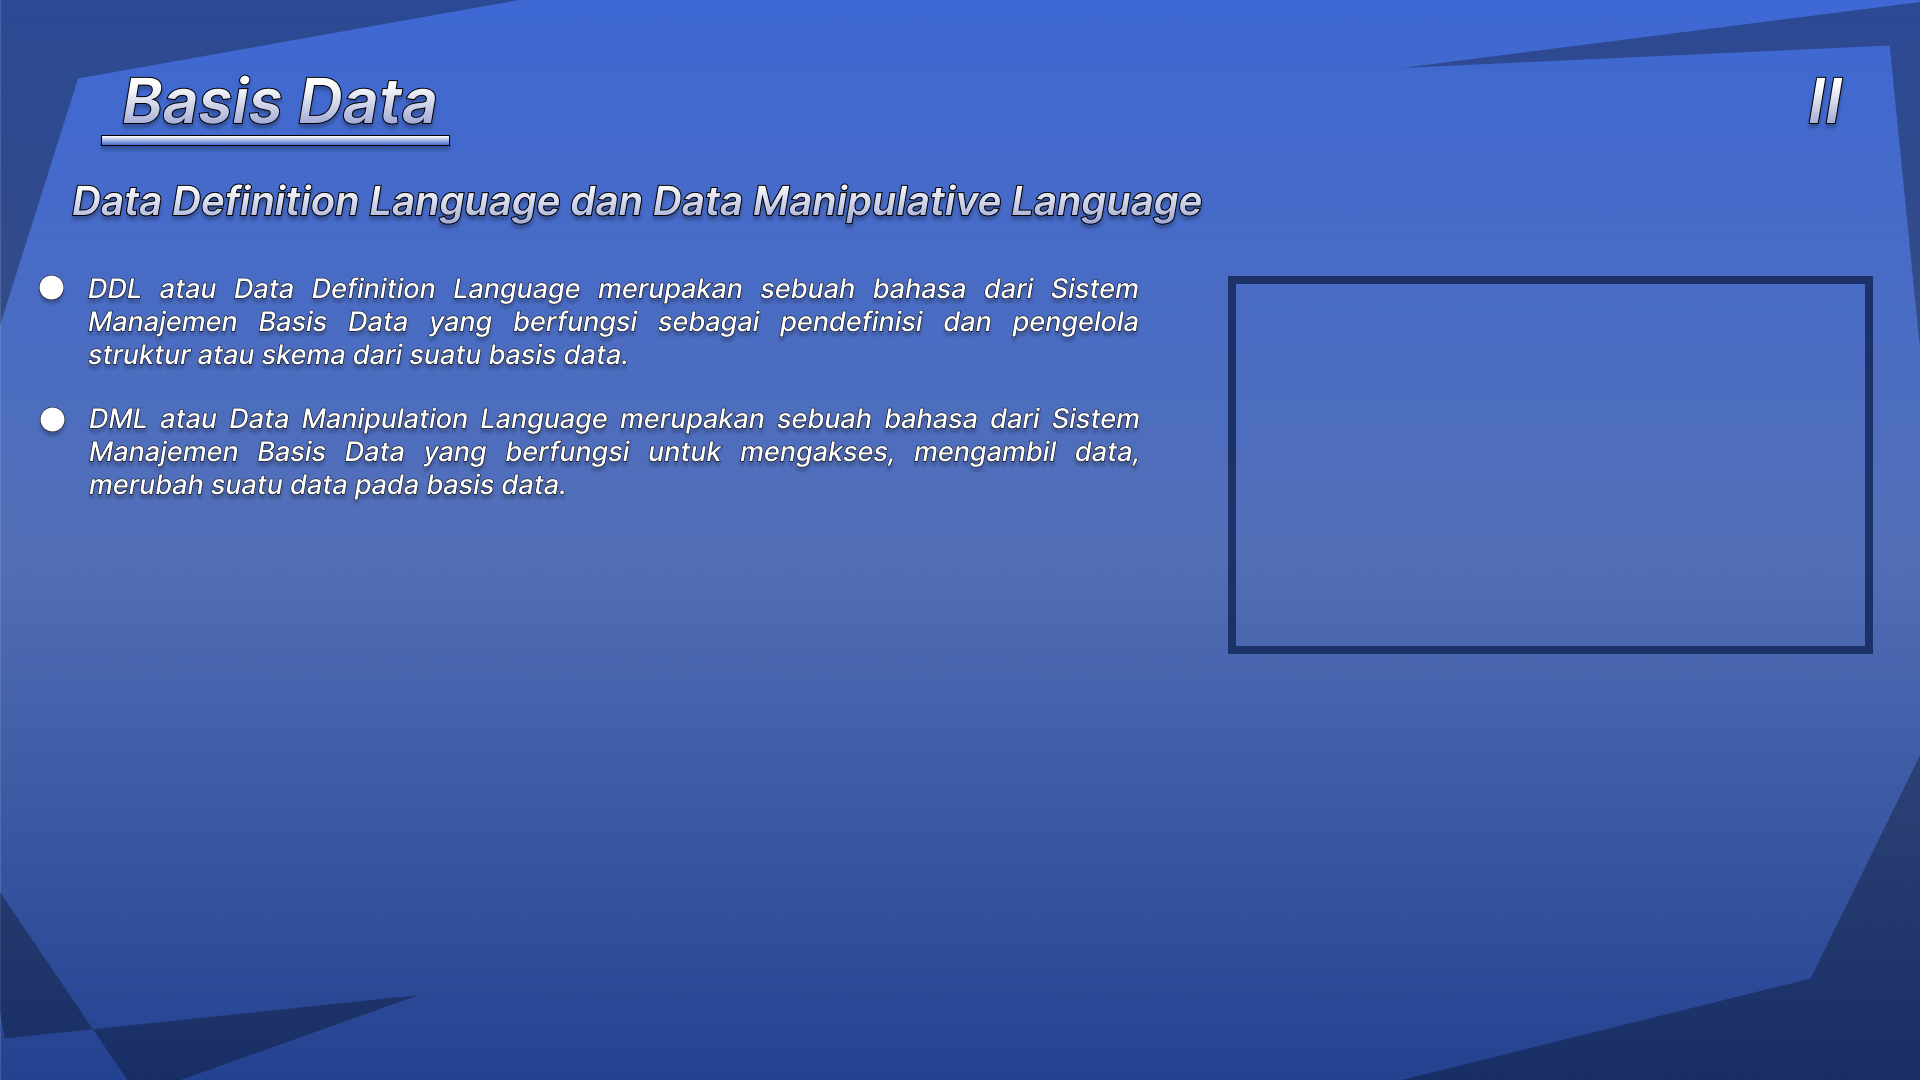 Basis Data
II
Data Definition Language dan Data Manipulative Language
DDL atau Data Definition Language merupakan sebuah bahasa dari Sistem
Manajemen Basis Data yang berfungsi sebagai pendefinisi dan pengelola
struktur atau skema dari suatu basis data.
DML atau Data Manipulation Language merupakan sebuah bahasa dari Sistem
Manajemen Basis Data yang berfungsi untuk mengakses, mengambil data,
merubah suatu data pada basis data.